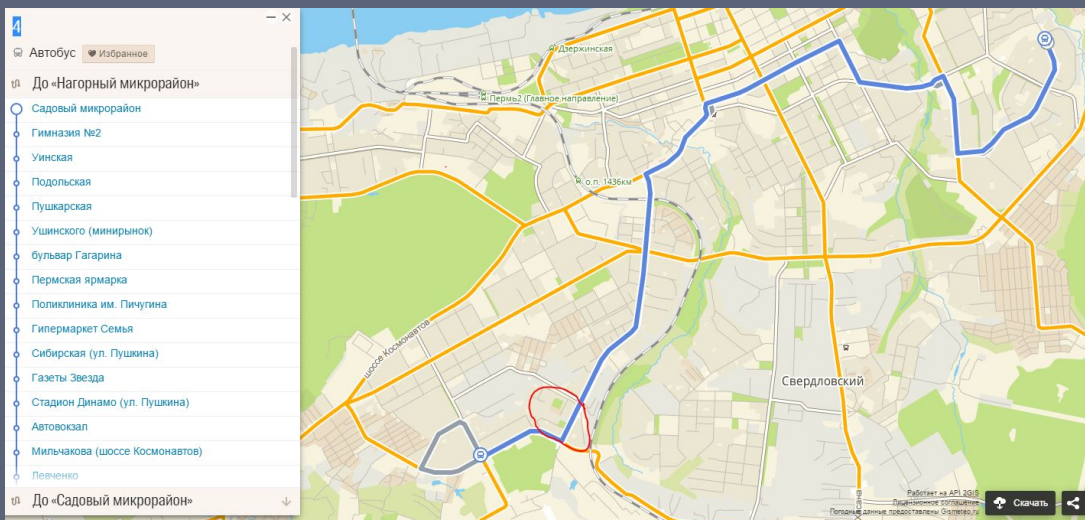 4
Автобус
Избранное
До «Нагорный микрорайон»
Садовый микрорайон
Гимназия №2
Уинская
Подольская
Пушкарская
Ушинского (минирынок)
бульвар Гагарина
Пермская ярмарка
Поликлиника им. Пичугина
Гипермаркет Семья
Сибирская (ул. Пушкина)
Газеты Звезда
Стадион Динамо (ул. Пушкина)
Автовокзал
Мильчакова (шоссе Космонавтов)
Левченко
До «Садовый микрорайон»
Дзержинская
Пермь2 (Главное направление)
о.п. 1436км
шоссе Космонавтов
Свердловский
Работает на API 2GIS
Лицензионное соглашение
Погодные данные предоставлены Gismeteo.ru
Скачать